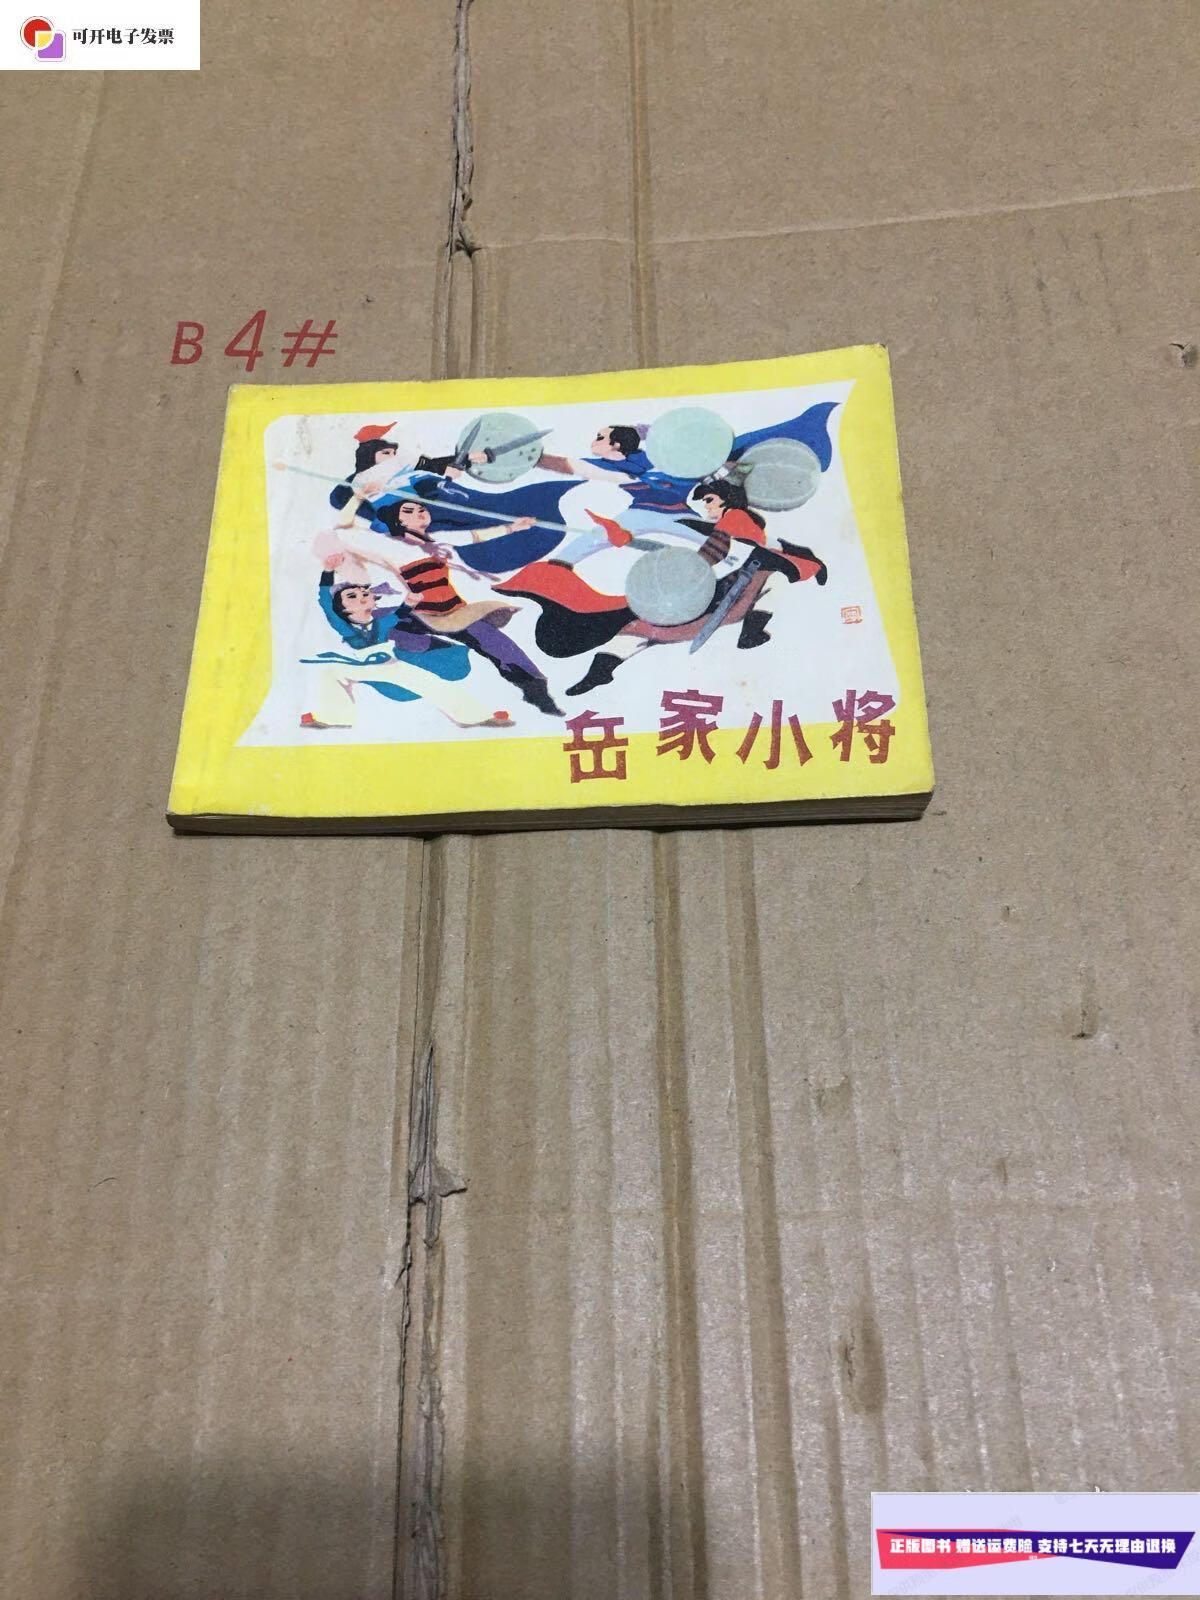 可开电子发票
B4#
岳家小将
正版图书 赠送运费险 支持七天无理由退换